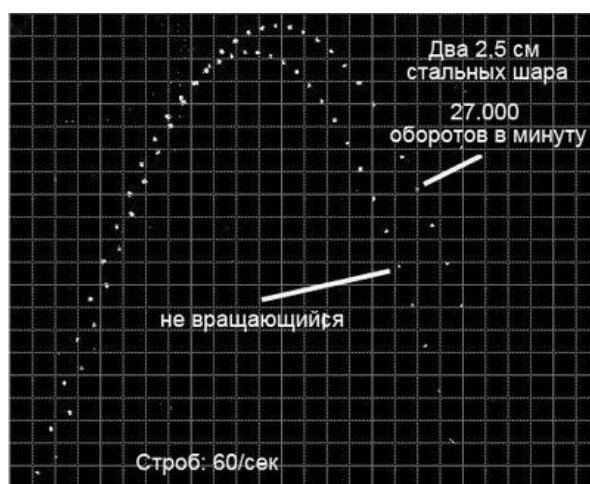 Два 2.5 см
стальных шара
27.000
оборотов в минуту
не вращающийся
Строб: 60/сек